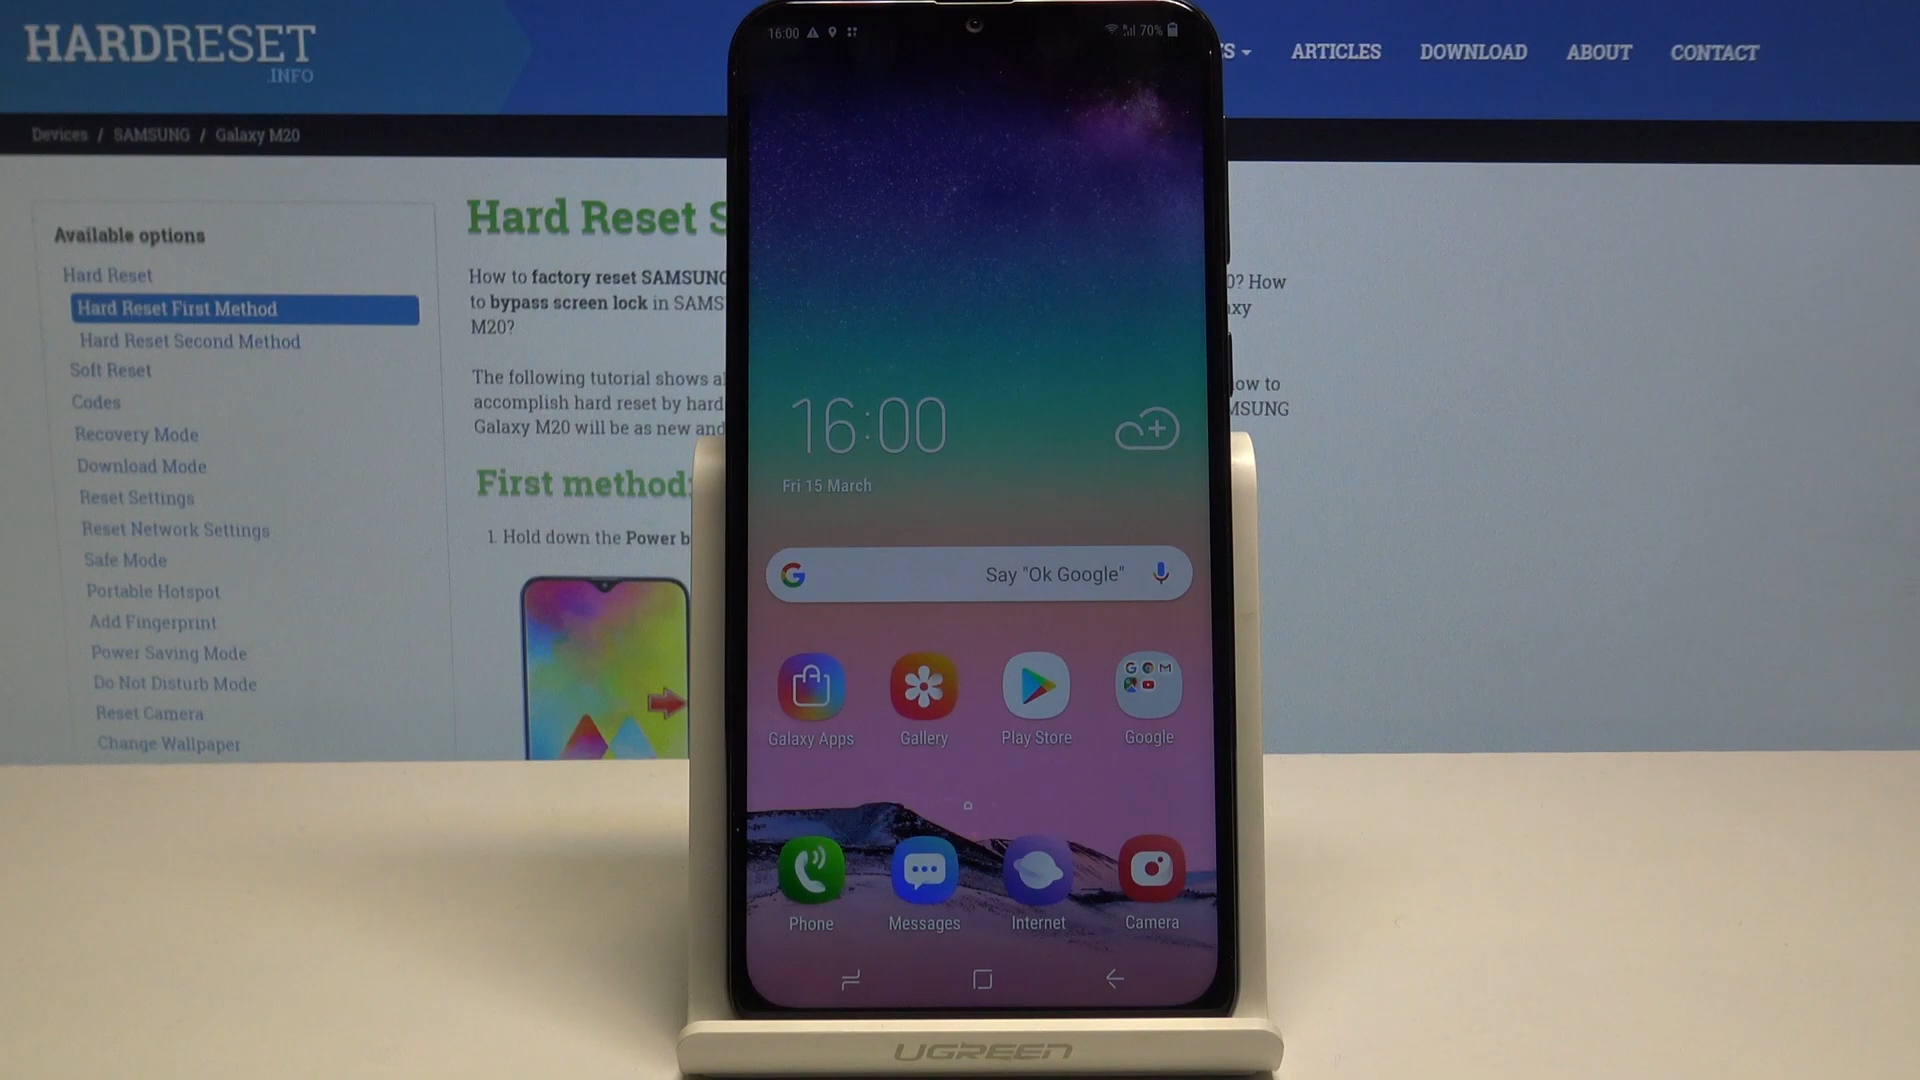 HARDRESET
.INFO
S ARTICLES DOWNLOAD ABOUT CONTACT
Devices / SAMSUNG / Galaxy M20
Available options
Hard Reset
Hard Reset First Method
Hard Reset Second Method
Soft Reset
Codes
Recovery Mode
Download Mode
Reset Settings
Reset Network Settings
Safe Mode
Portable Hotspot
Add Fingerprint
Power Saving Mode
Do Not Disturb Mode
Reset Camera
Change Wallpaper
Hard Reset S
How to factory reset SAMSUNG 0? How
to bypass screen lock in SAMS xy
M20?
The following tutorial shows al ow to
accomplish hard reset by hard MSUNG
Galaxy M20 will be as new and
First method:
1. Hold down the Power b
16:00 70%
16:00
Fri 15 March
Say "Ok Google"
Galaxy Apps Gallery Play Store Google
Phone Messages Internet Camera
UGREEN